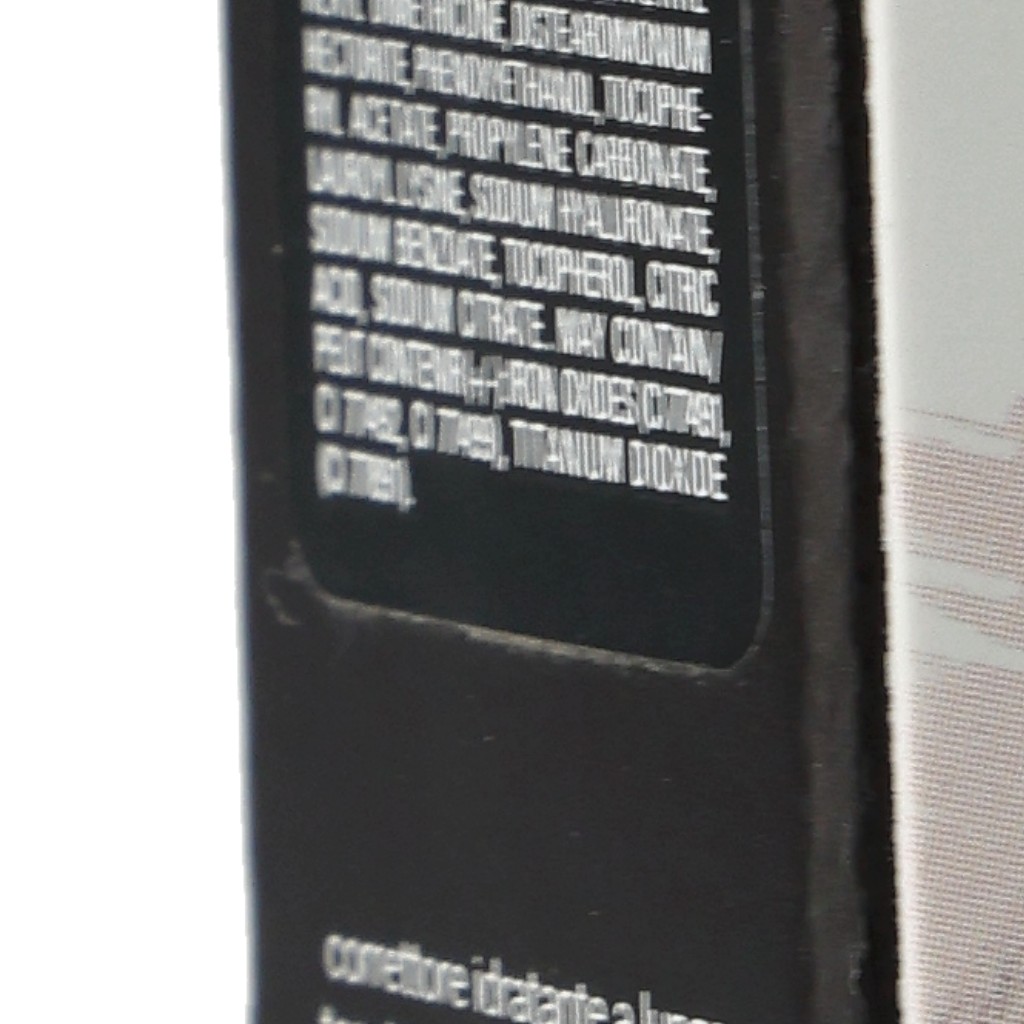 DIMETHICONE, DISTEARDIMONIUM
HECTORITE, PHENOXYETHANOL, TOCOPHE-
RYL ACETATE, PROPYLENE CARBONATE,
LAUROYL LYSINE, SODIUM HYALURONATE,
SODIUM BENZOATE, TOCOPHEROL, CITRIC
ACID, SODIUM CITRATE. MAY CONTAIN/
PEUT CONTENIR/+/-: IRON OXIDES (CI 77491,
CI 77492, CI 77499), TITANIUM DIOXIDE
(CI 77891).
correttore idratante a lunga